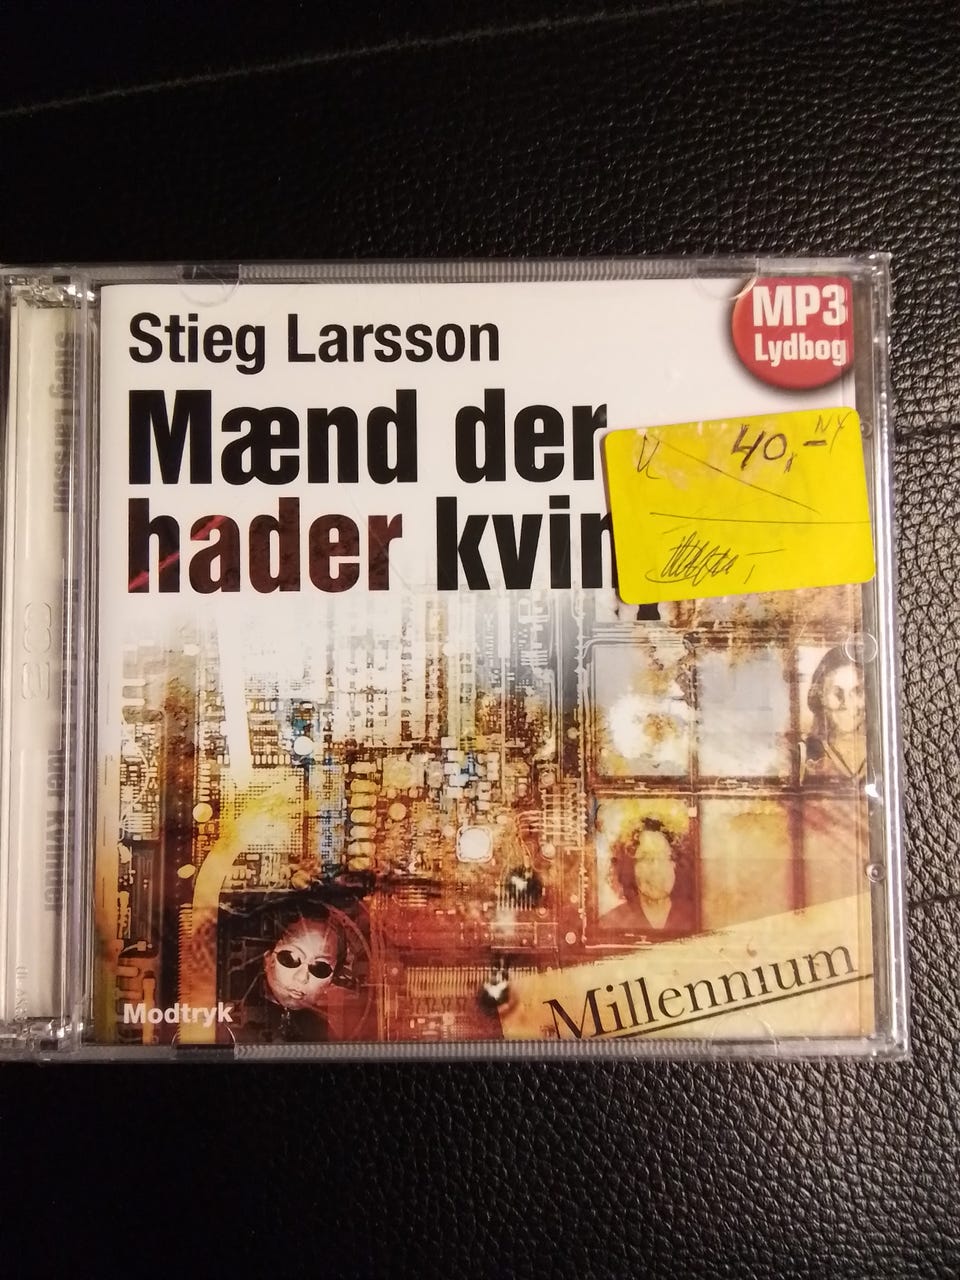 Stieg Larsson
MP3
Lydbog
Mænd der
hader kvin
40,- NY
Millennium
Modtryk